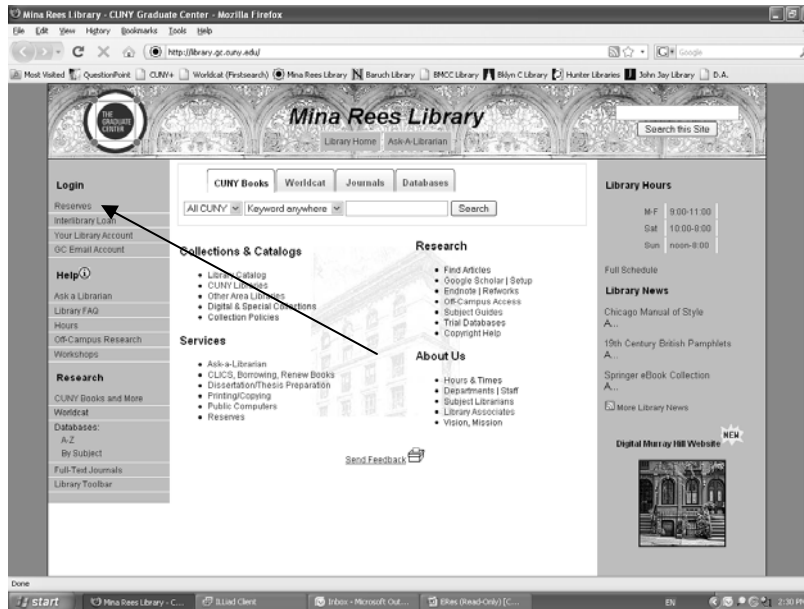 Mina Rees Library - CUNY Graduate Center - Mozilla Firefox
File Edit View History Bookmarks Tools Help
http://library.gc.cuny.edu/
Google
Most Visited QuestionPoint CUNY+ Worldcat (Firstsearch) Mina Rees Library Baruch Library BMCC Library Bklyn C Library Hunter Libraries John Jay Library D.A.
THE GRADUATE CENTER
Mina Rees Library
Library Home Ask-A-Librarian
Search this Site
Login
Reserves
Interlibrary Loan
Your Library Account
GC Email Account
Help
Ask a Librarian
Library FAQ
Hours
Off-Campus Research
Workshops
Research
CUNY Books and More
Worldcat
Databases:
A-Z
By Subject
Full-Text Journals
Library Toolbar
CUNY Books Worldcat Journals Databases
All CUNY Keyword anywhere Search
Collections & Catalogs
Library Catalog
CUNY Libraries
Other Area Libraries
Digital & Special Collections
Collection Policies
Services
Ask-a-Librarian
CLICS, Borrowing, Renew Books
Dissertation/Thesis Preparation
Printing/Copying
Public Computers
Reserves
Research
Find Articles
Google Scholar | Setup
Endnote | Refworks
Off-Campus Access
Subject Guides
Trial Databases
Copyright Help
About Us
Hours & Times
Departments | Staff
Subject Librarians
Library Associates
Vision, Mission
Send Feedback
Library Hours
M-F 9:00-11:00
Sat 10:00-8:00
Sun noon-8:00
Full Schedule
Library News
Chicago Manual of Style
A...
19th Century British Pamphlets
A...
Springer eBook Collection
A...
More Library News
Digital Murray Hill Website NEW
Done
start Mina Rees Library - C... ILLiad Client Inbox - Microsoft Out... ERes (Read-Only) [C... EN 2:30 PM